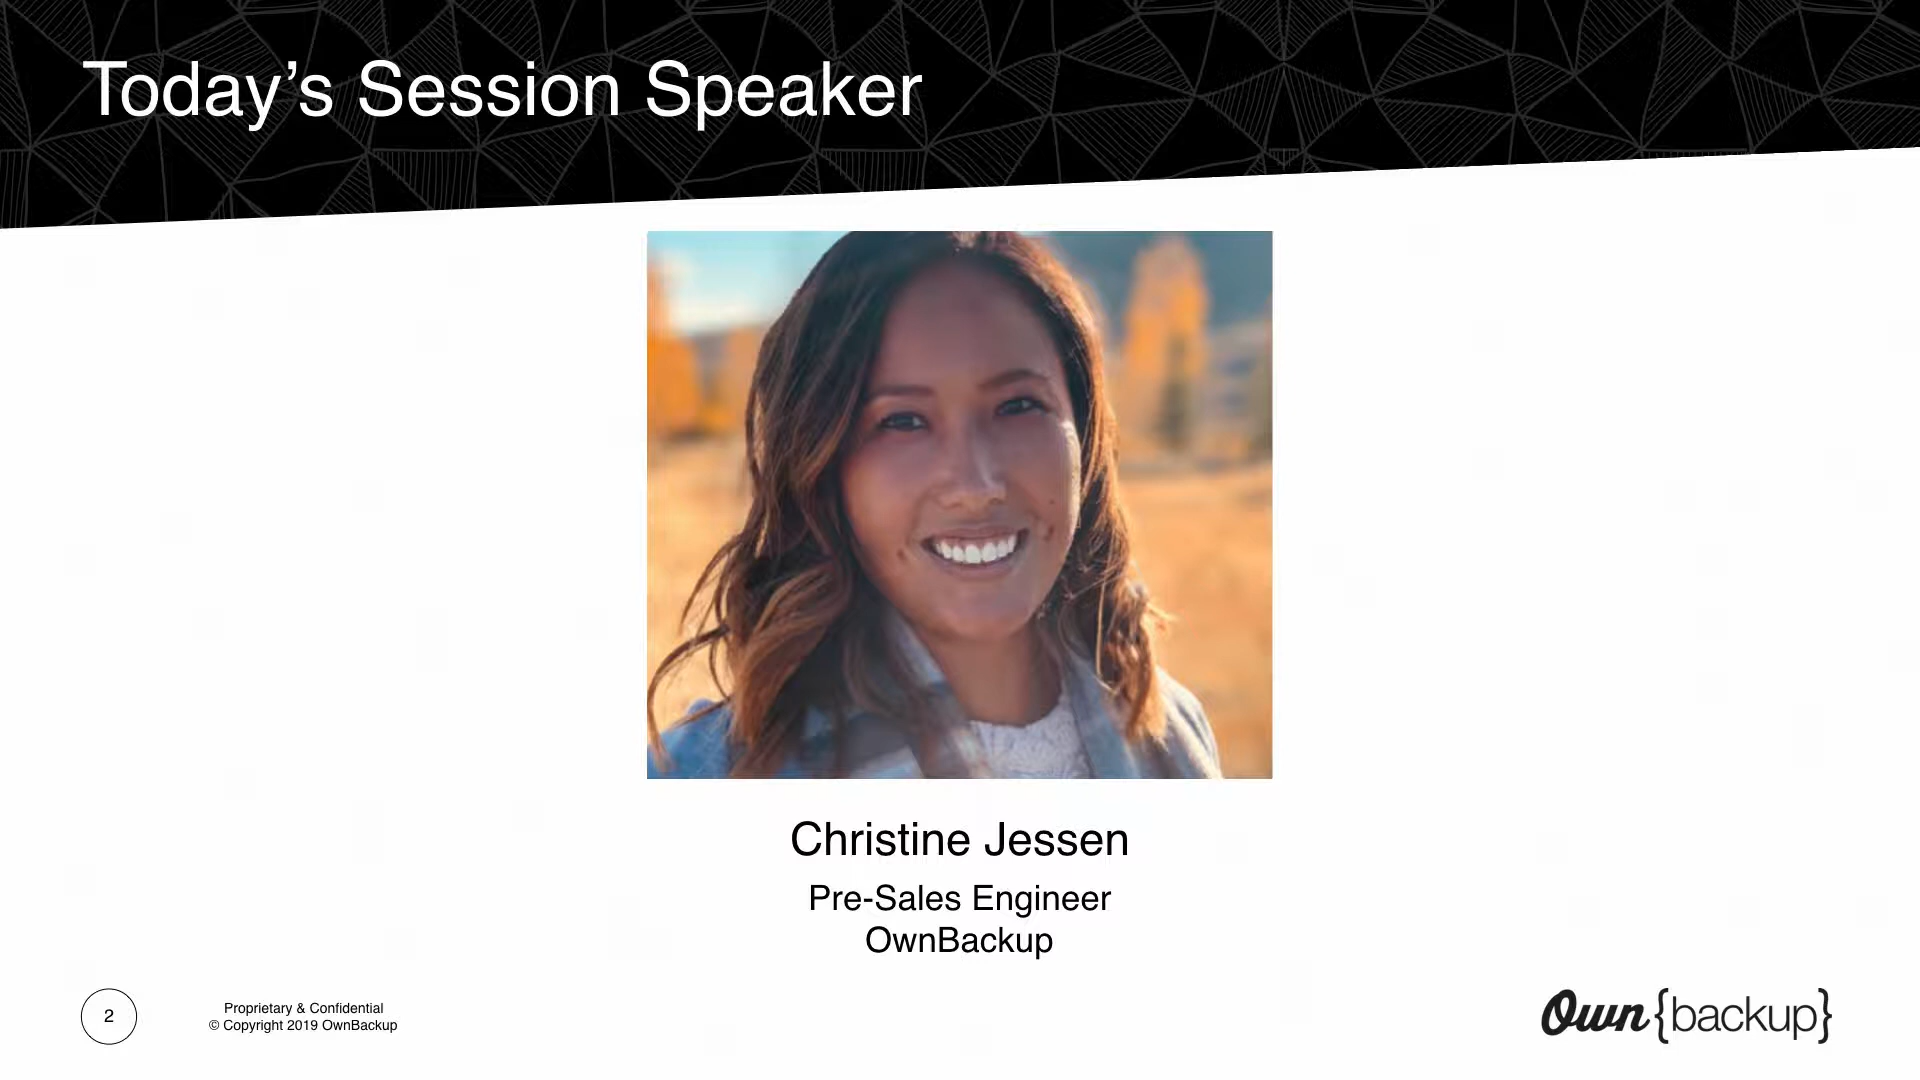 Today’s Session Speaker
Christine Jessen
Pre-Sales Engineer
OwnBackup
2
Proprietary & Confidential
© Copyright 2019 OwnBackup
Own{backup}